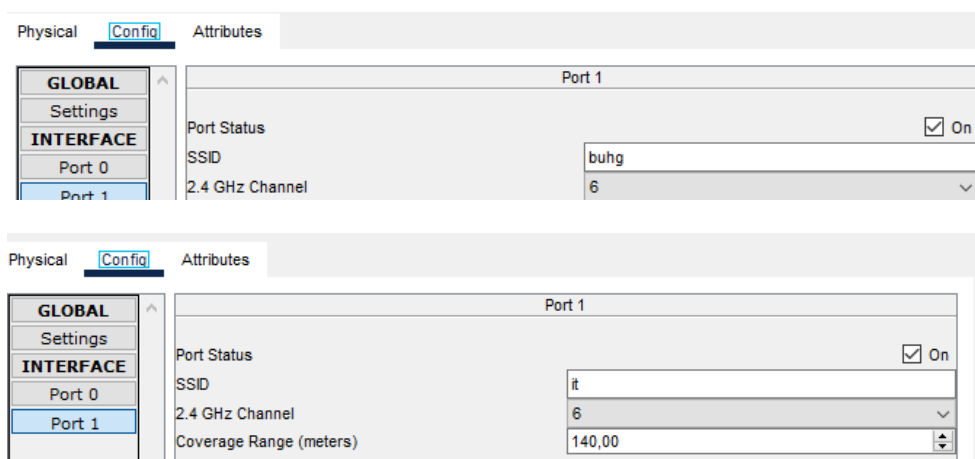 Physical Config Attributes
GLOBAL
Settings
INTERFACE
Port 0
Port 1
Port 1
Port Status On
SSID buhg
2.4 GHz Channel 6
Physical Config Attributes
GLOBAL
Settings
INTERFACE
Port 0
Port 1
Port 1
Port Status On
SSID it
2.4 GHz Channel 6
Coverage Range (meters) 140,00